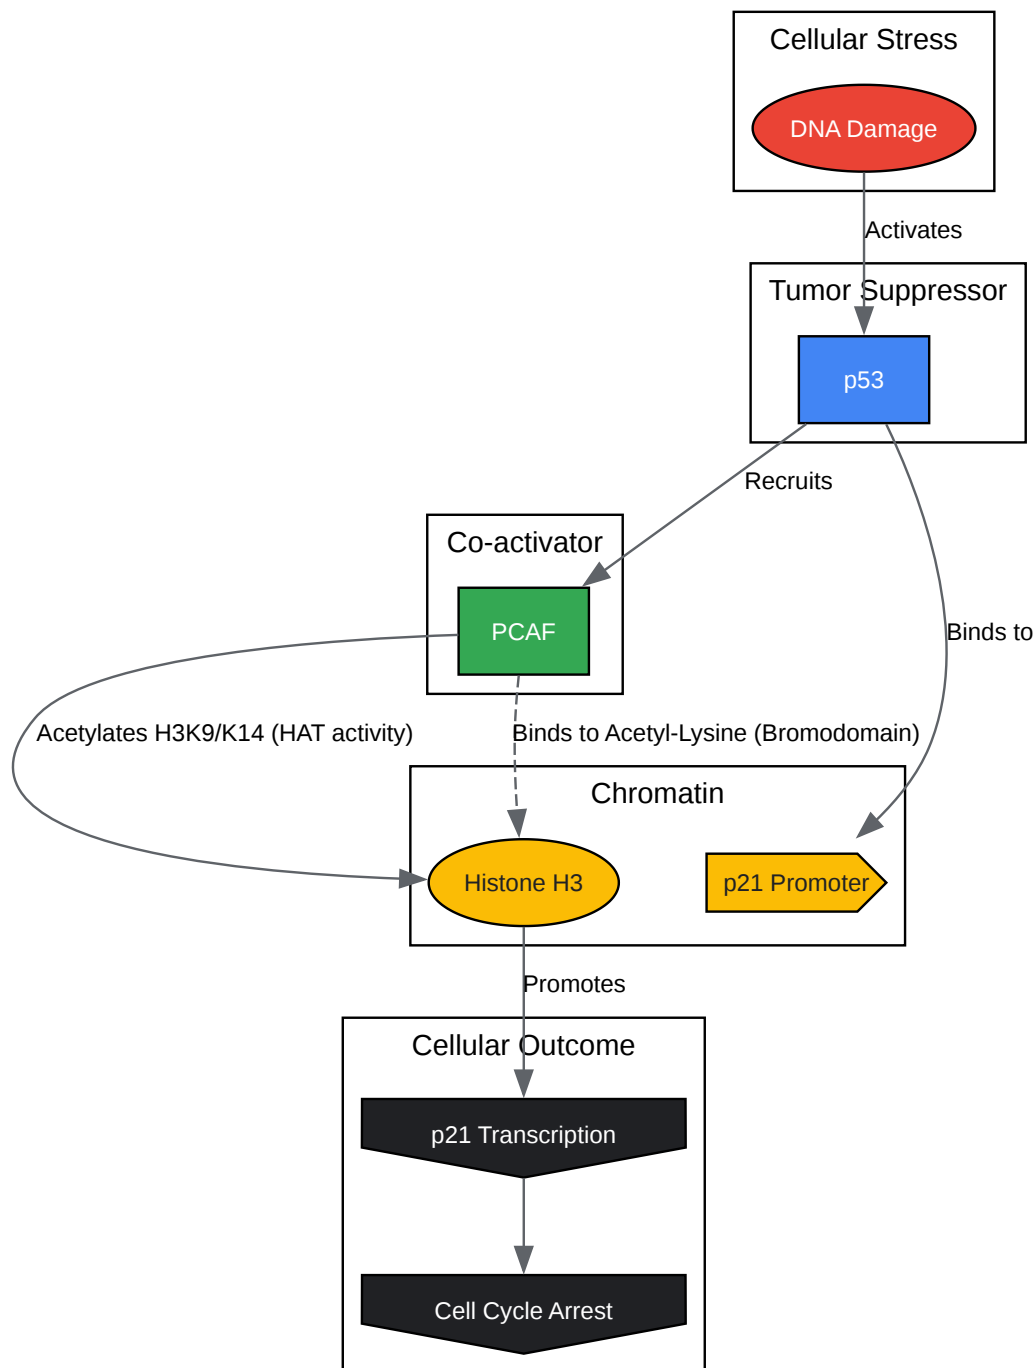 Cellular Stress
DNA Damage
Activates
Tumor Suppressor
p53
Recruits
Co-activator
PCAF
Binds to
Acetylates H3K9/K14 (HAT activity)
Binds to Acetyl-Lysine (Bromodomain)
Chromatin
Histone H3
p21 Promoter
Promotes
Cellular Outcome
p21 Transcription
Cell Cycle Arrest